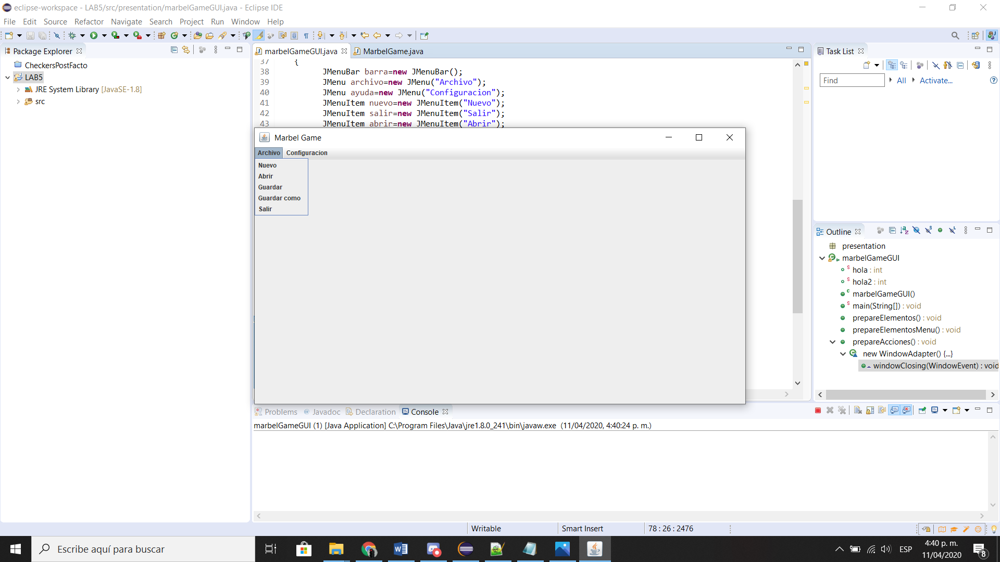 eclipse-workspace - LAB5/src/presentation/marbelGameGUI.java - Eclipse IDE
File Edit Source Refactor Navigate Search Project Run Window Help
Package Explorer
CheckersPostFacto
LAB5
JRE System Library [JavaSE-1.8]
src
marbelGameGUI.java MarbelGame.java
37 {
38 JMenuBar barra=new JMenuBar();
39 JMenu archivo=new JMenu("Archivo");
40 JMenu ayuda=new JMenu("Configuracion");
41 JMenuItem nuevo=new JMenuItem("Nuevo");
42 JMenuItem salir=new JMenuItem("Salir");
43 JMenuItem abrir=new JMenuItem("Abrir");
Marbel Game
Archivo Configuracion
Nuevo
Abrir
Guardar
Guardar como
Salir
Task List
Find All Activate...
Outline
presentation
marbelGameGUI
hola : int
hola2 : int
marbelGameGUI()
main(String[]) : void
prepareElementos() : void
prepareElementosMenu() : void
prepareAcciones() : void
new WindowAdapter() {...}
windowClosing(WindowEvent) : void
Problems @ Javadoc Declaration Console
marbelGameGUI (1) [Java Application] C:\Program Files\Java\jre1.8.0_241\bin\javaw.exe (11/04/2020, 4:40:24 p. m.)
Writable Smart Insert 78 : 26 : 2476
Escribe aquí para buscar
ESP
4:40 p. m.
11/04/2020
8